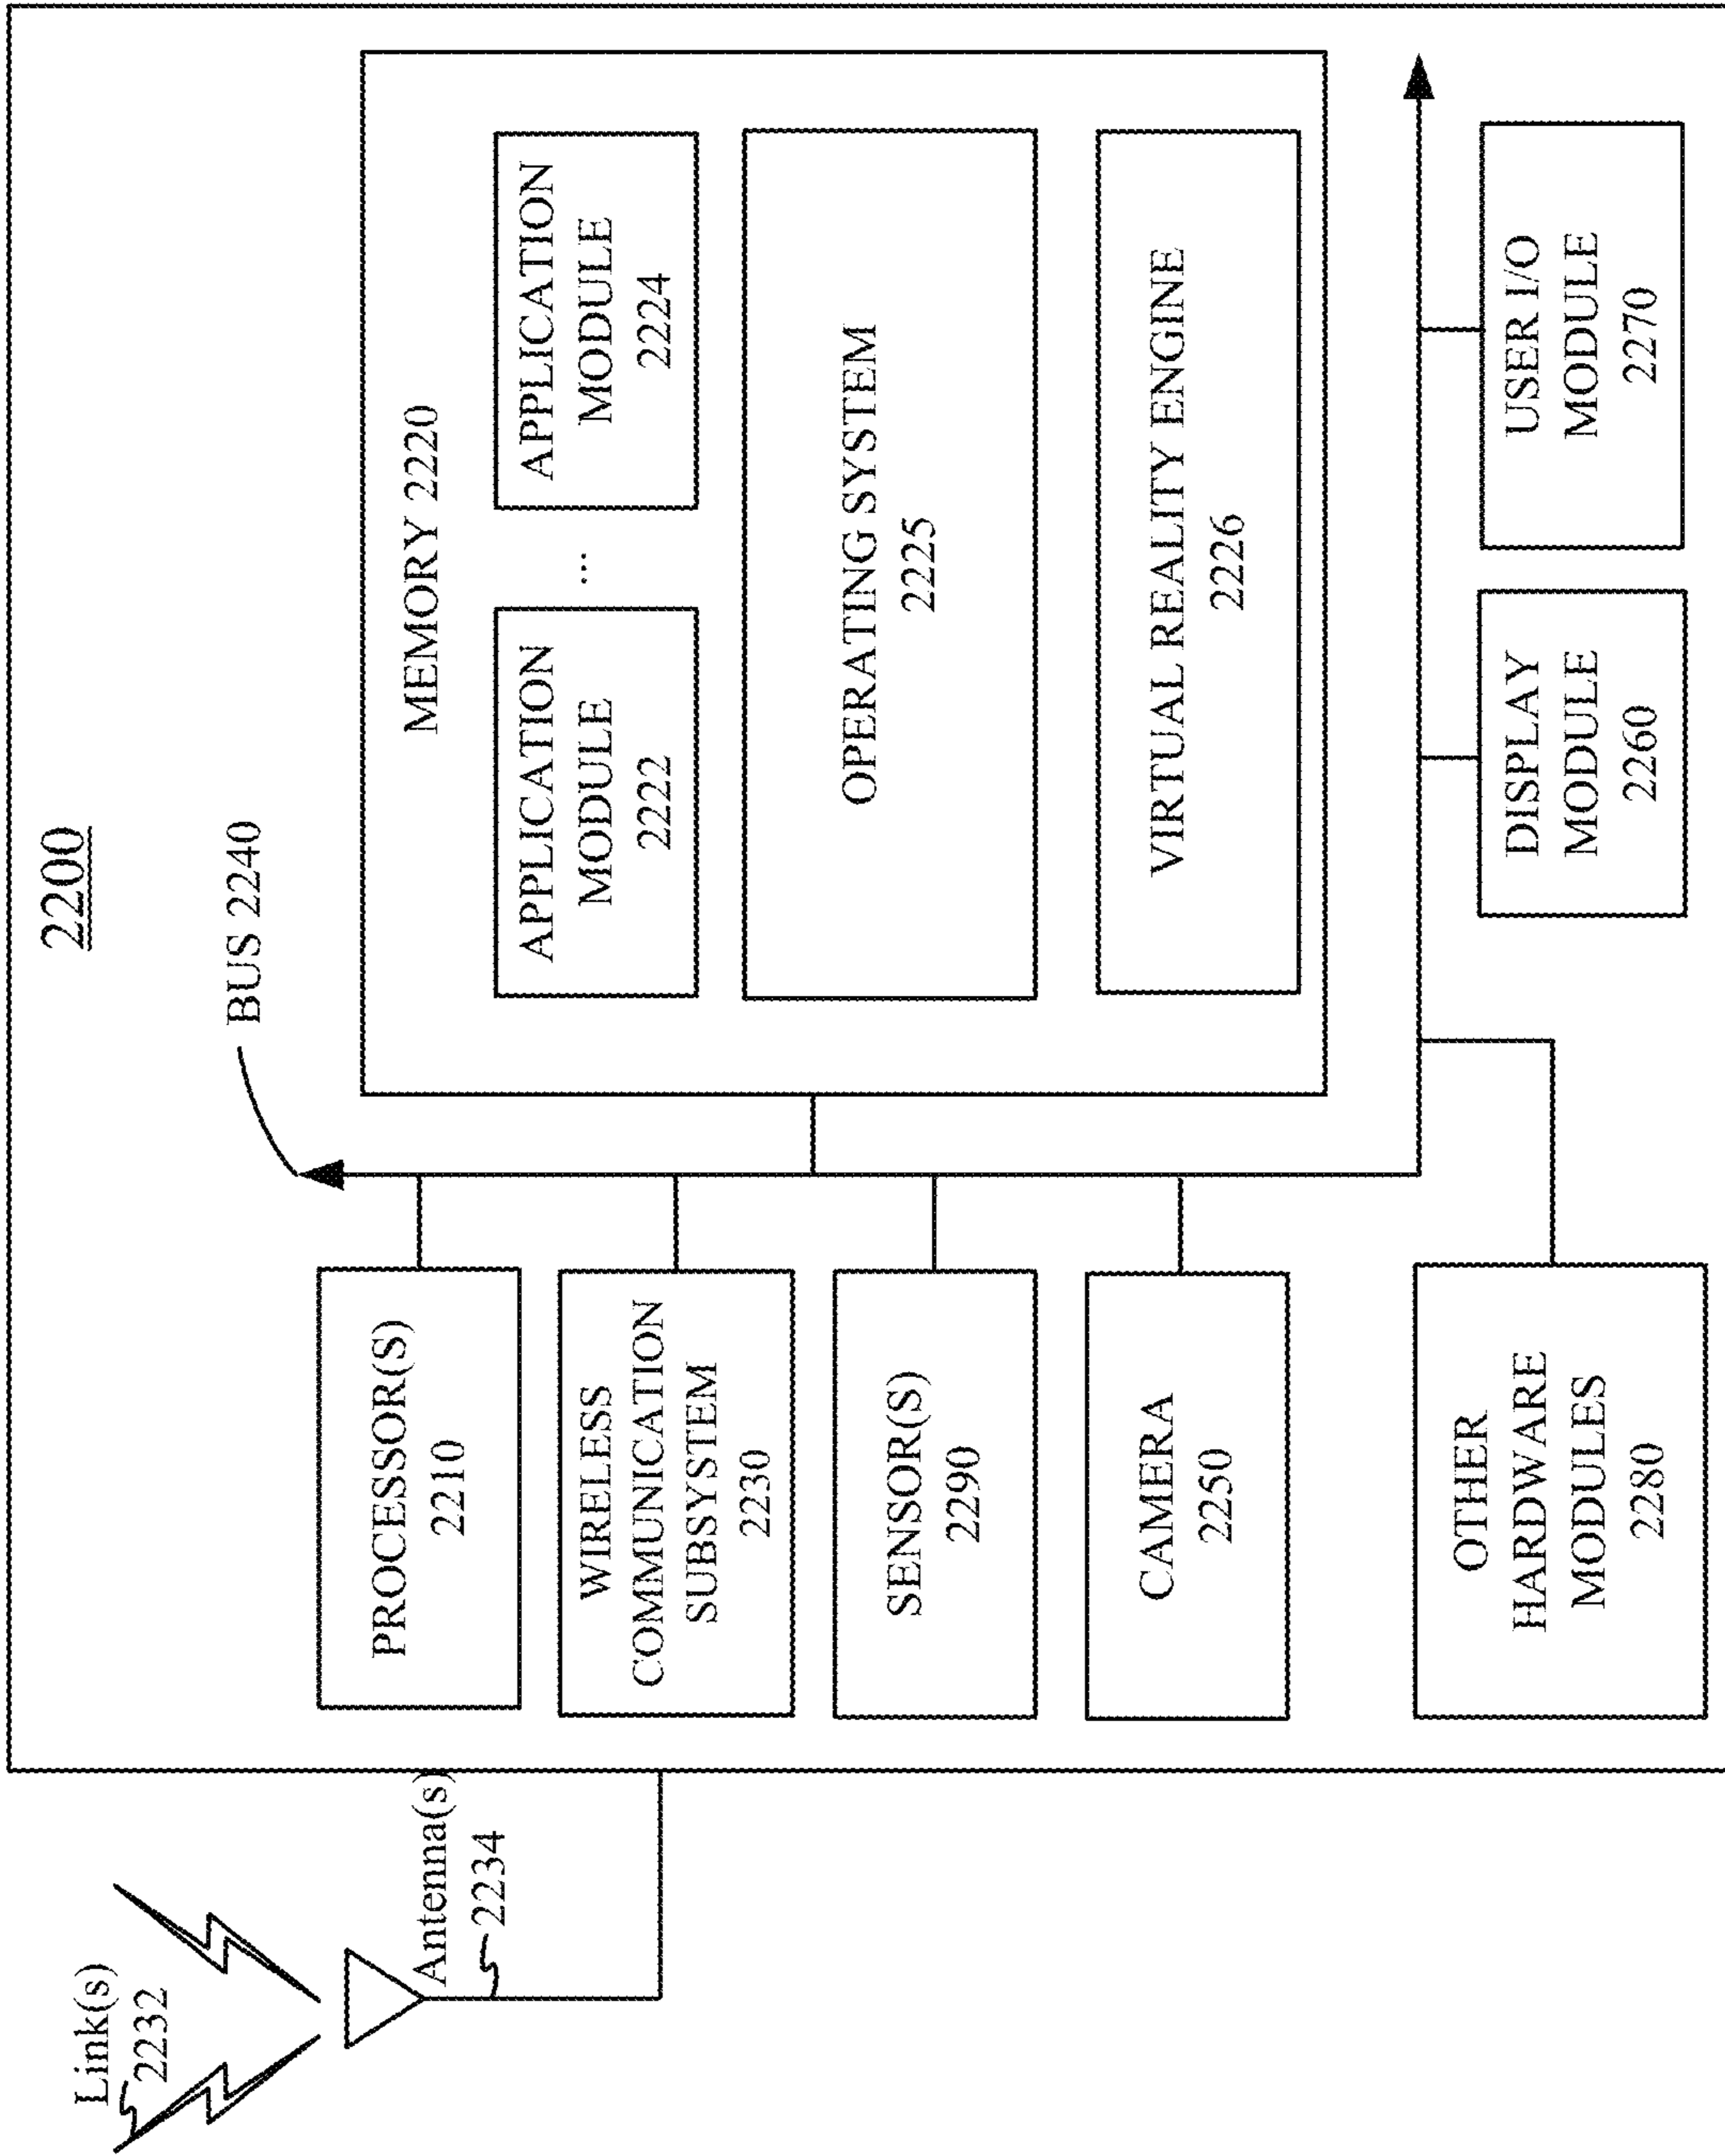 2200
Link(s)
2232
Antenna(s)
2234
BUS 2240
PROCESSOR(S)
2210
WIRELESS
COMMUNICATION
SUBSYSTEM
2230
SENSOR(S)
2290
CAMERA
2250
OTHER
HARDWARE
MODULES
2280
MEMORY 2220
APPLICATION
MODULE
2222
...
APPLICATION
MODULE
2224
OPERATING SYSTEM
2225
VIRTUAL REALITY ENGINE
2226
DISPLAY
MODULE
2260
USER I/O
MODULE
2270